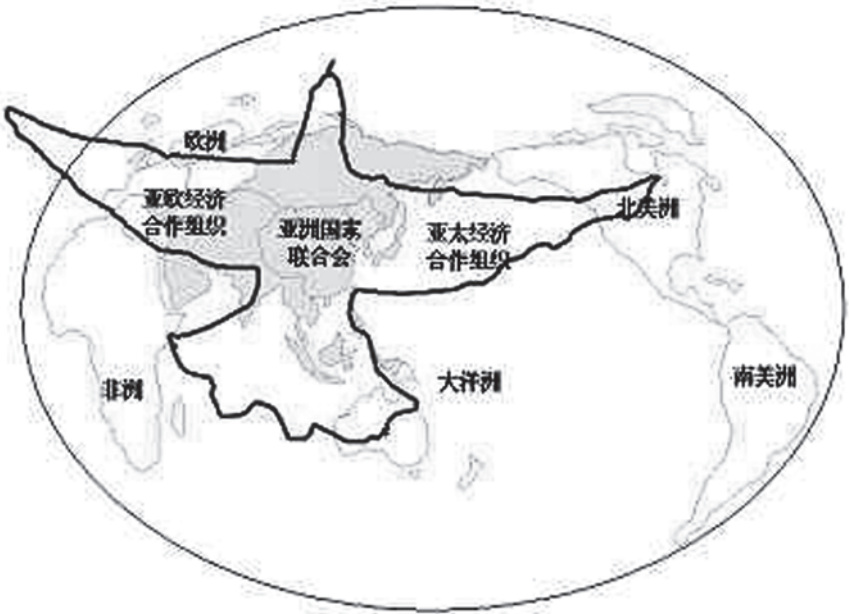 欧洲
亚欧经济
合作组织
亚洲国家
联合会
亚太经济
合作组织
北美洲
非洲
大洋洲
南美洲